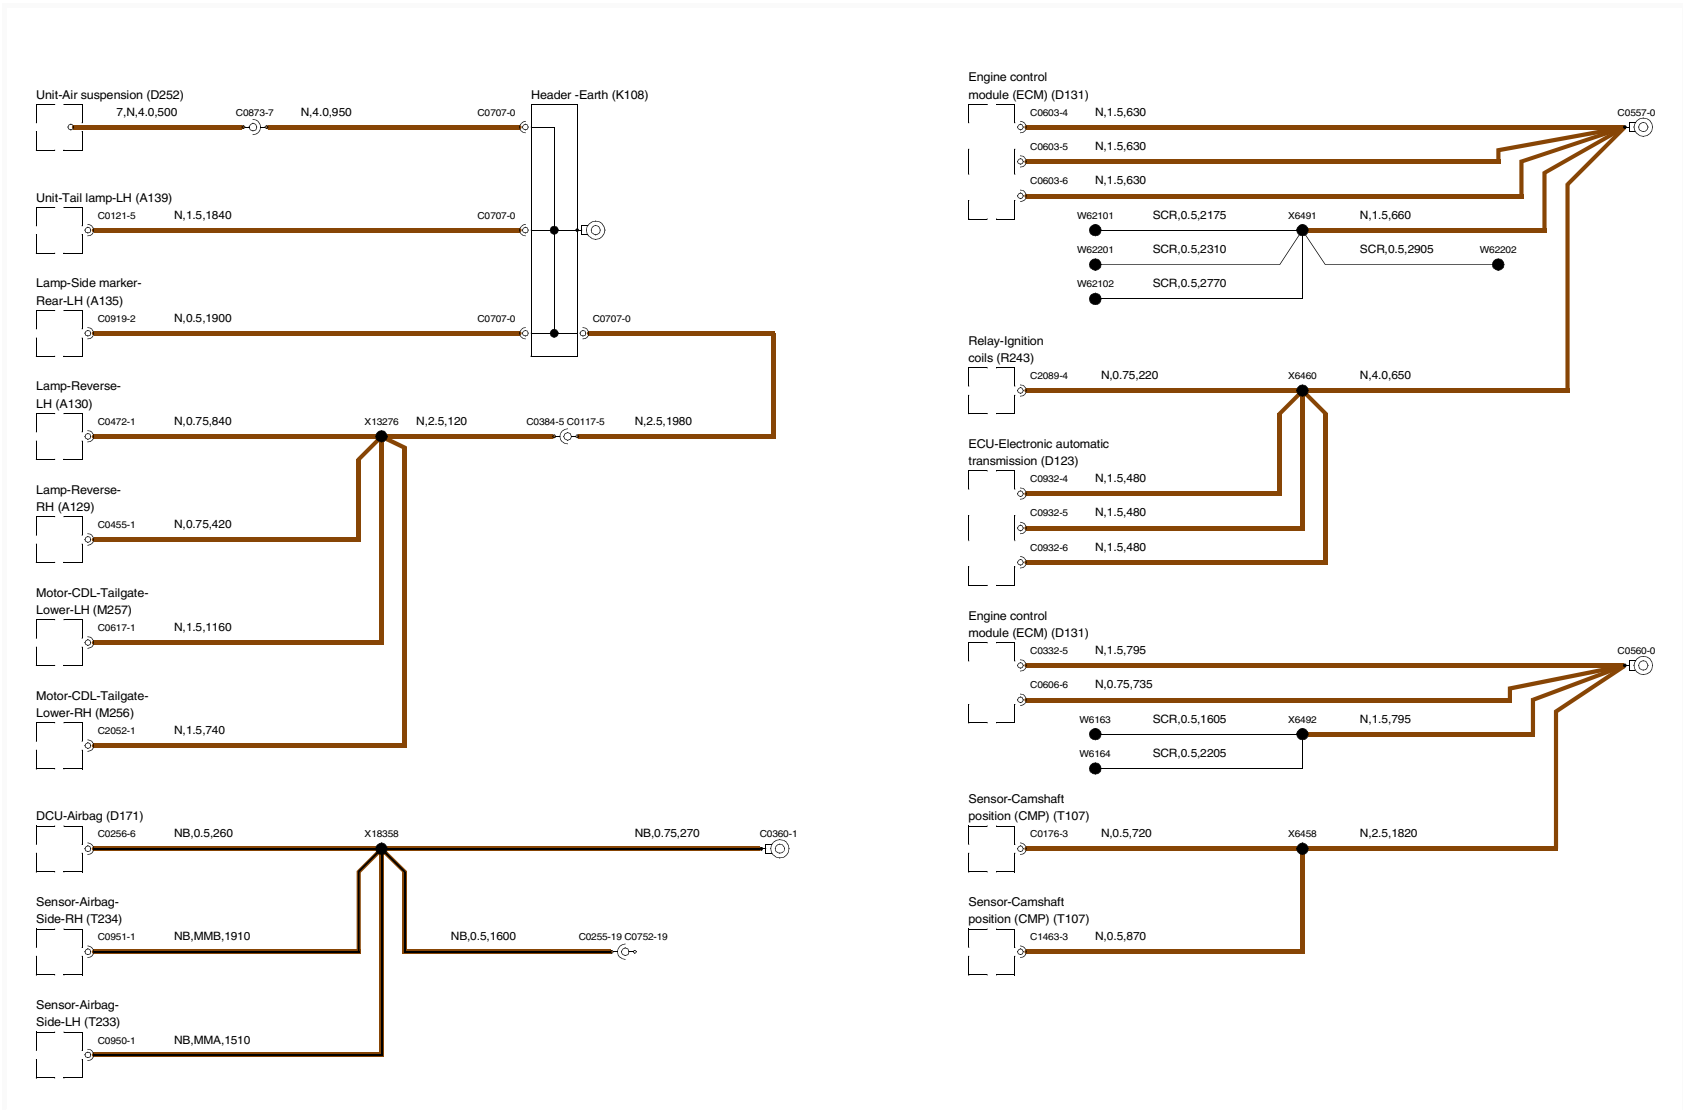 Unit-Air suspension (D252)
7,N,4.0,500
C0873-7
N,4.0,950
C0707-0
Header -Earth (K108)
Unit-Tail lamp-LH (A139)
C0121-5
N,1.5,1840
C0707-0
Lamp-Side marker-
Rear-LH (A135)
C0919-2
N,0.5,1900
C0707-0
C0707-0
Lamp-Reverse-
LH (A130)
C0472-1
N,0.75,840
X13276
N,2.5,120
C0384-5 C0117-5
N,2.5,1980
Lamp-Reverse-
RH (A129)
C0455-1
N,0.75,420
Motor-CDL-Tailgate-
Lower-LH (M257)
C0617-1
N,1.5,1160
Motor-CDL-Tailgate-
Lower-RH (M256)
C2052-1
N,1.5,740
DCU-Airbag (D171)
C0256-6
NB,0.5,260
X18358
NB,0.75,270
C0360-1
Sensor-Airbag-
Side-RH (T234)
C0951-1
NB,MMB,1910
NB,0.5,1600
C0255-19 C0752-19
Sensor-Airbag-
Side-LH (T233)
C0950-1
NB,MMA,1510
Engine control
module (ECM) (D131)
C0603-4
N,1.5,630
C0557-0
C0603-5
N,1.5,630
C0603-6
N,1.5,630
W62101
SCR,0.5,2175
X6491
N,1.5,660
W62201
SCR,0.5,2310
SCR,0.5,2905
W62202
W62102
SCR,0.5,2770
Relay-Ignition
coils (R243)
C2089-4
N,0.75,220
X6460
N,4.0,650
ECU-Electronic automatic
transmission (D123)
C0932-4
N,1.5,480
C0932-5
N,1.5,480
C0932-6
N,1.5,480
Engine control
module (ECM) (D131)
C0332-5
N,1.5,795
C0560-0
C0606-6
N,0.75,735
W6163
SCR,0.5,1605
X6492
N,1.5,795
W6164
SCR,0.5,2205
Sensor-Camshaft
position (CMP) (T107)
C0176-3
N,0.5,720
X6458
N,2.5,1820
Sensor-Camshaft
position (CMP) (T107)
C1463-3
N,0.5,870